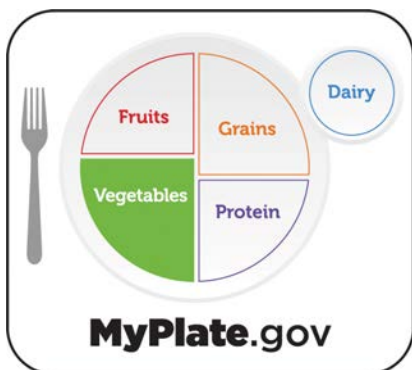 Dairy
Fruits
Grains
Vegetables
Protein
MyPlate.gov